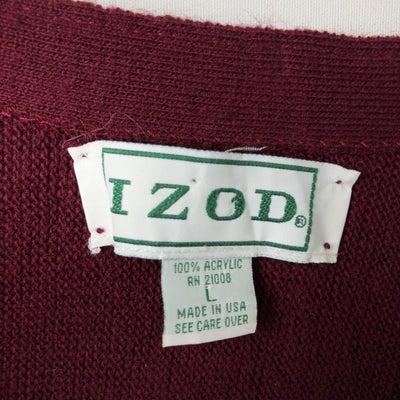 IZOD®
100% ACRYLIC
RN 21008
L
MADE IN USA
SEE CARE OVER